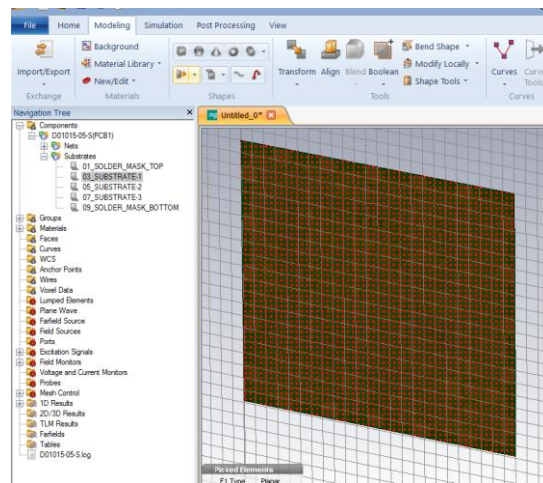 File Home Modeling Simulation Post Processing View
Import/Export
Background
Material Library
New/Edit
Transform Align Blend Boolean
Bend Shape
Modify Locally
Shape Tools
Curves Curve
Tools
Exchange Materials Shapes Tools Curves
Navigation Tree
Untitled_0*
Components
D01015-05-S(PCB1)
Nets
Substrates
01_SOLDER_MASK_TOP
03_SUBSTRATE-1
05_SUBSTRATE-2
07_SUBSTRATE-3
09_SOLDER_MASK_BOTTOM
Groups
Materials
Faces
Curves
WCS
Anchor Points
Wires
Voxel Data
Lumped Elements
Plane Wave
Farfield Source
Field Sources
Ports
Excitation Signals
Field Monitors
Voltage and Current Monitors
Probes
Mesh Control
1D Results
2D/3D Results
TLM Results
Farfields
Tables
D01015-05-S.log
Picked Elements
F1 Type Planar